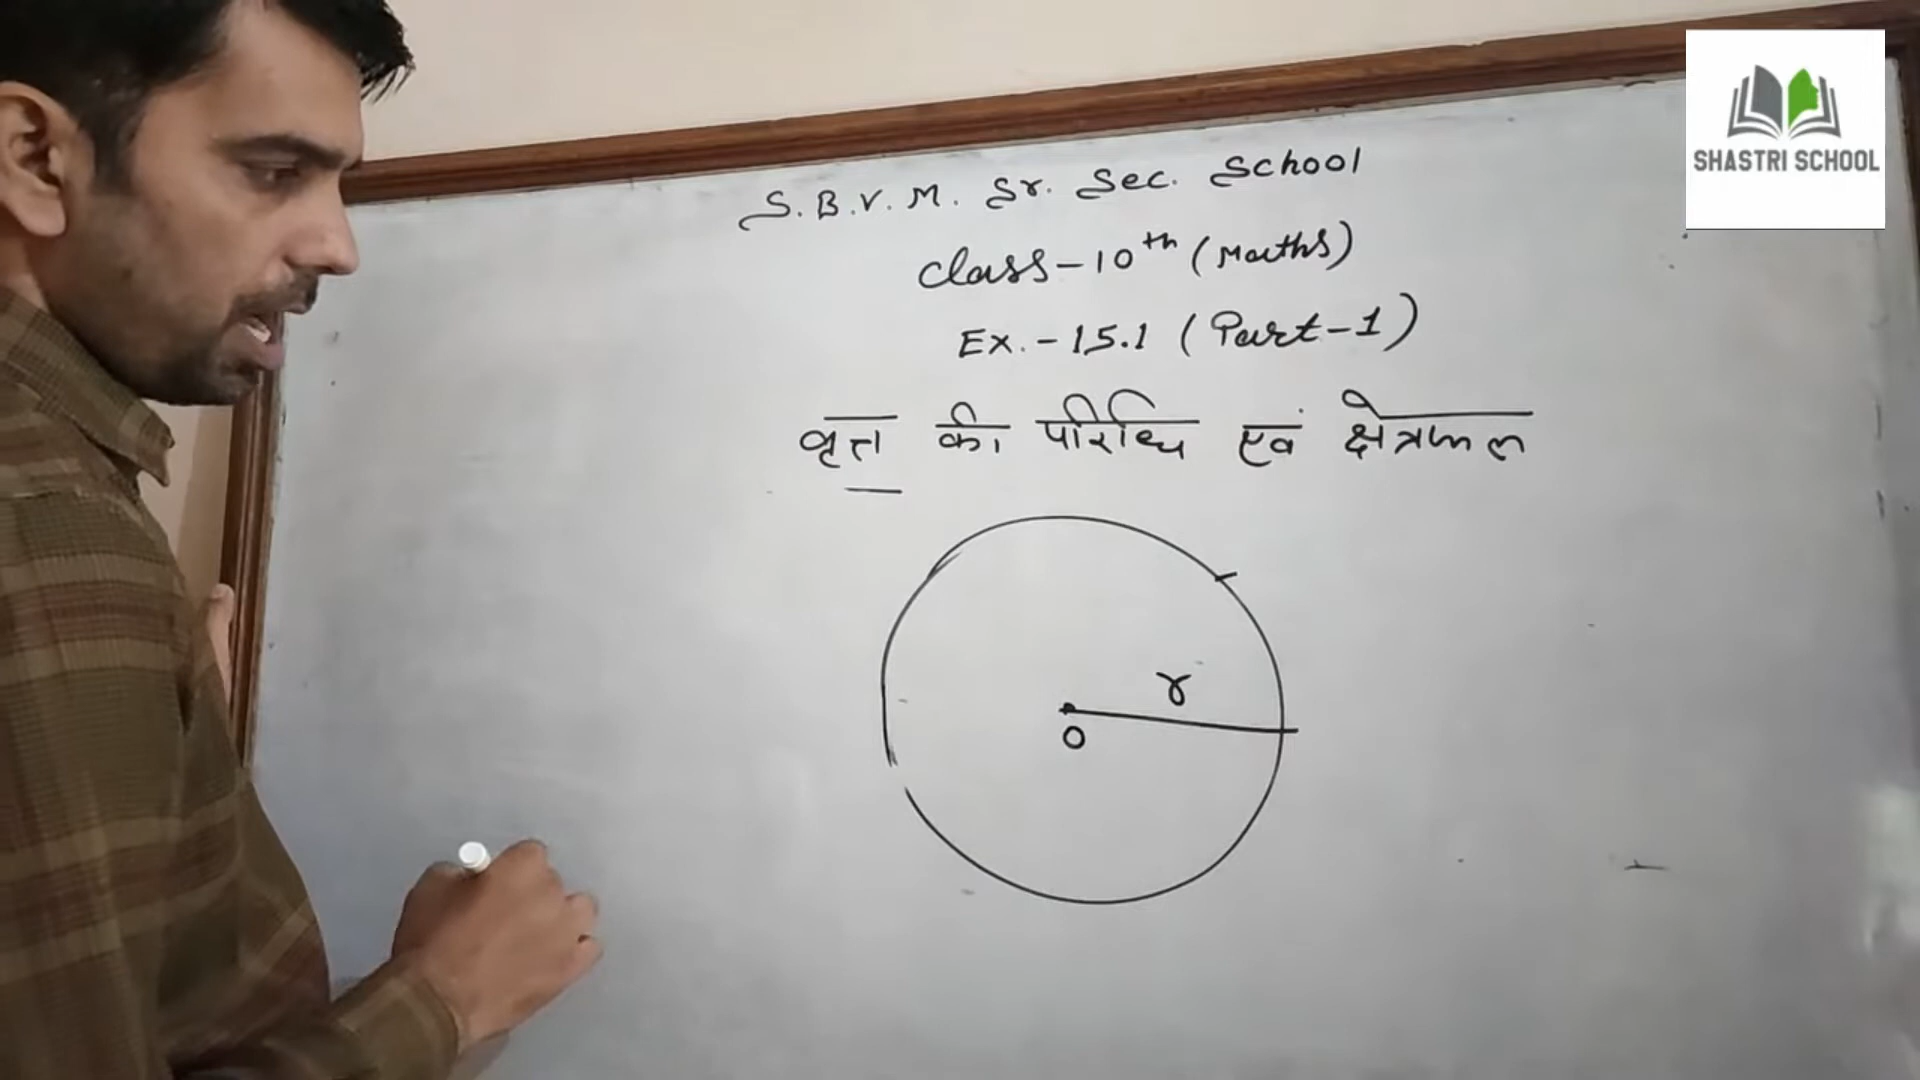 S.B.V.M. Sr. Sec. School
Class-10th (Maths)
Ex.-15.1 (Part-1)
वृत्त की परिधि एवं क्षेत्रफल
r
O
SHASTRI SCHOOL